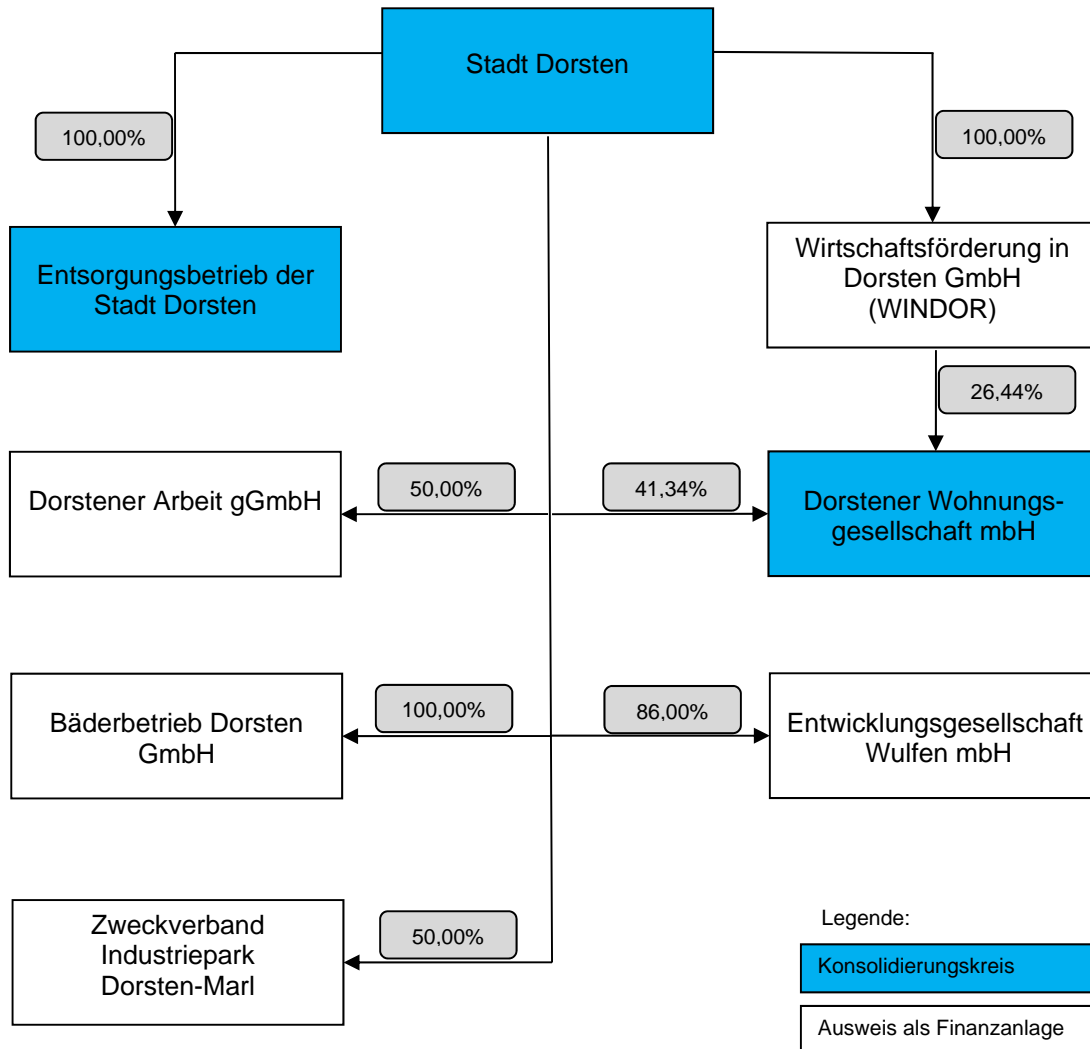 Stadt Dorsten
100,00%
100,00%
Entsorgungsbetrieb der
Stadt Dorsten
Wirtschaftsförderung in
Dorsten GmbH
(WINDOR)
26,44%
Dorstener Arbeit gGmbH
50,00%
41,34%
Dorstener Wohnungs-
gesellschaft mbH
Bäderbetrieb Dorsten
GmbH
100,00%
86,00%
Entwicklungsgesellschaft
Wulfen mbH
Zweckverband
Industriepark
Dorsten-Marl
50,00%
Legende:
Konsolidierungskreis
Ausweis als Finanzanlage